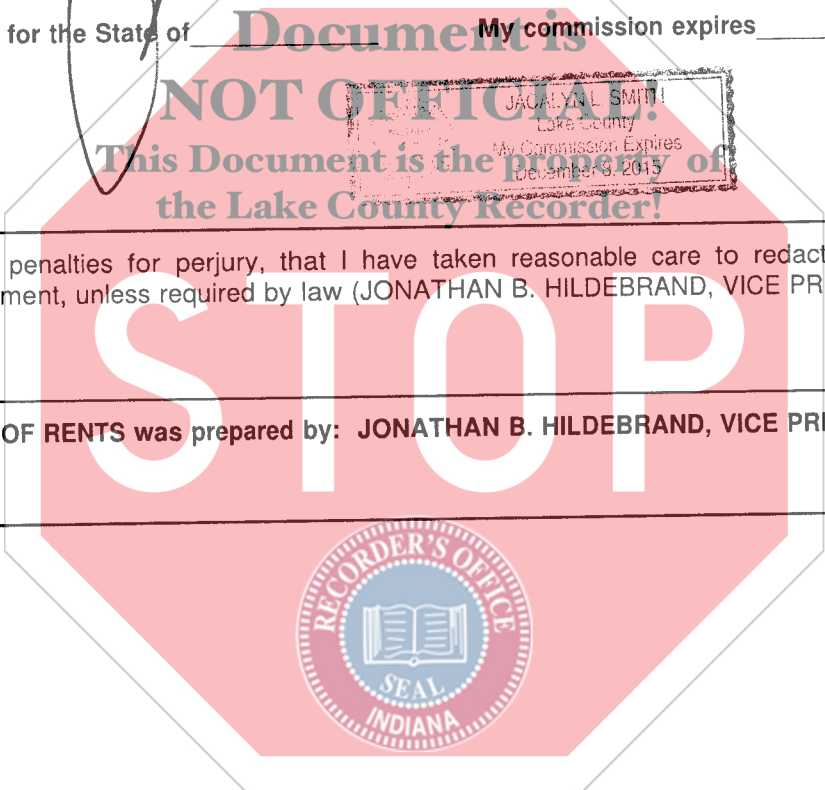 for the State of My commission expires
Document is
NOT OFFICIAL!
JACALYN L. SMITH
Lake County
My Commission Expires
December 8, 2015
This Document is the property of
the Lake County Recorder!
penalties for perjury, that I have taken reasonable care to redact
ment, unless required by law (JONATHAN B. HILDEBRAND, VICE PR
STOP
OF RENTS was prepared by: JONATHAN B. HILDEBRAND, VICE PRE
RECORDER'S OFFICE
SEAL
INDIANA